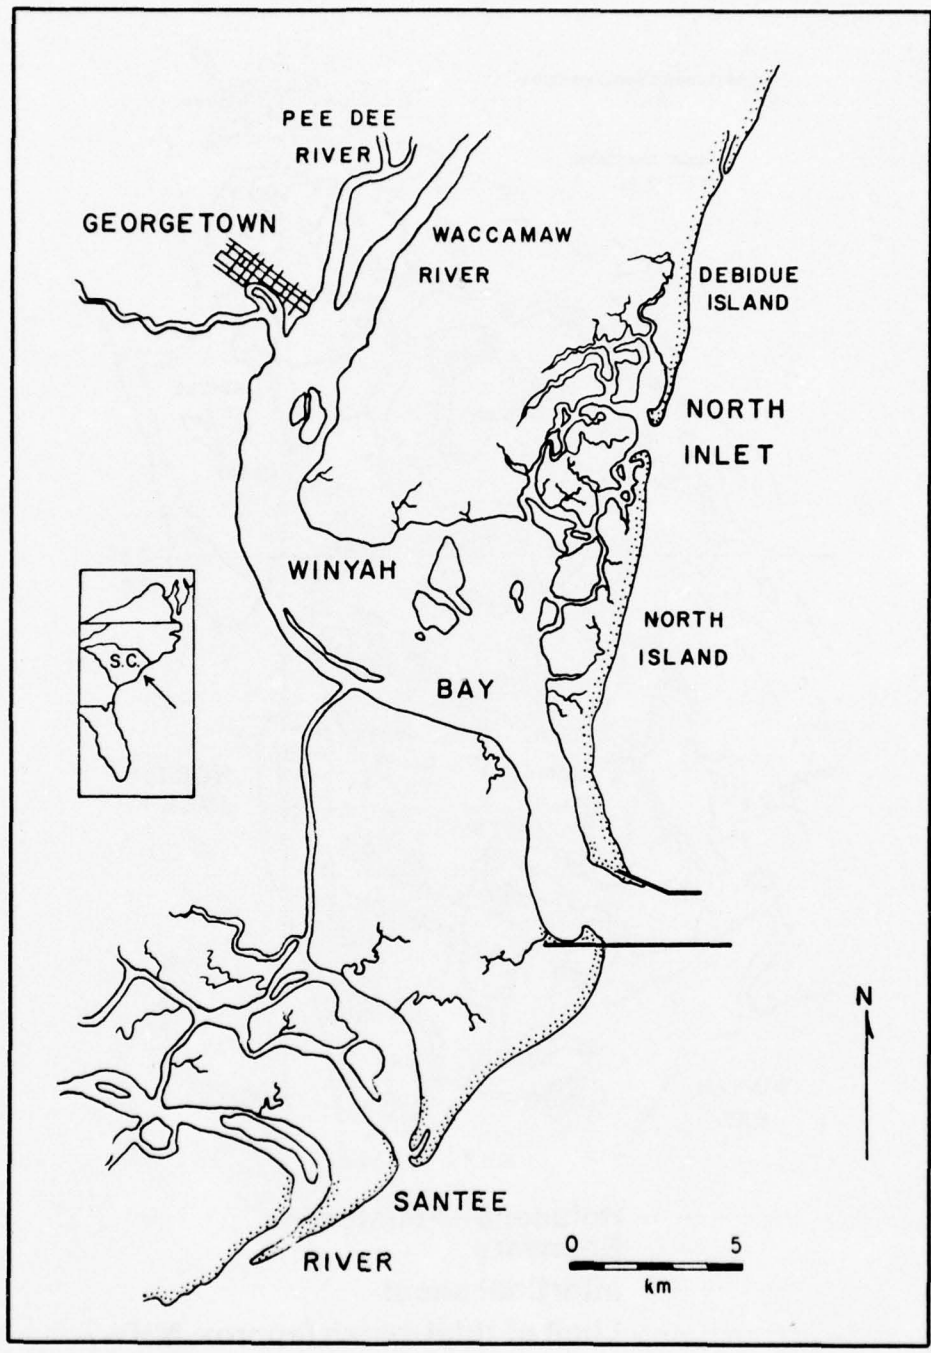 PEE DEE
RIVER
GEORGETOWN
WACCAMAW
RIVER
DEBIDUE
ISLAND
NORTH
INLET
WINYAH
BAY
NORTH
ISLAND
S.C.
N
SANTEE
RIVER
0 5
km